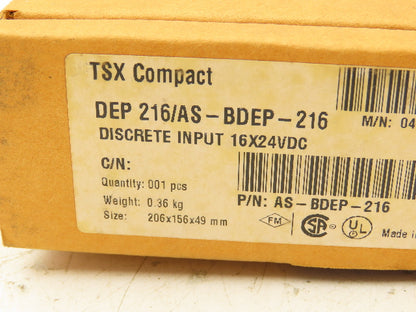 TSX Compact
DEP 216/AS-BDEP-216
M/N: 04
DISCRETE INPUT 16X24VDC
C/N:
Quantity: 001 pcs
Weight: 0.36 kg
Size: 206x156x49 mm
P/N: AS-BDEP-216
FM
SA
UL
Made in